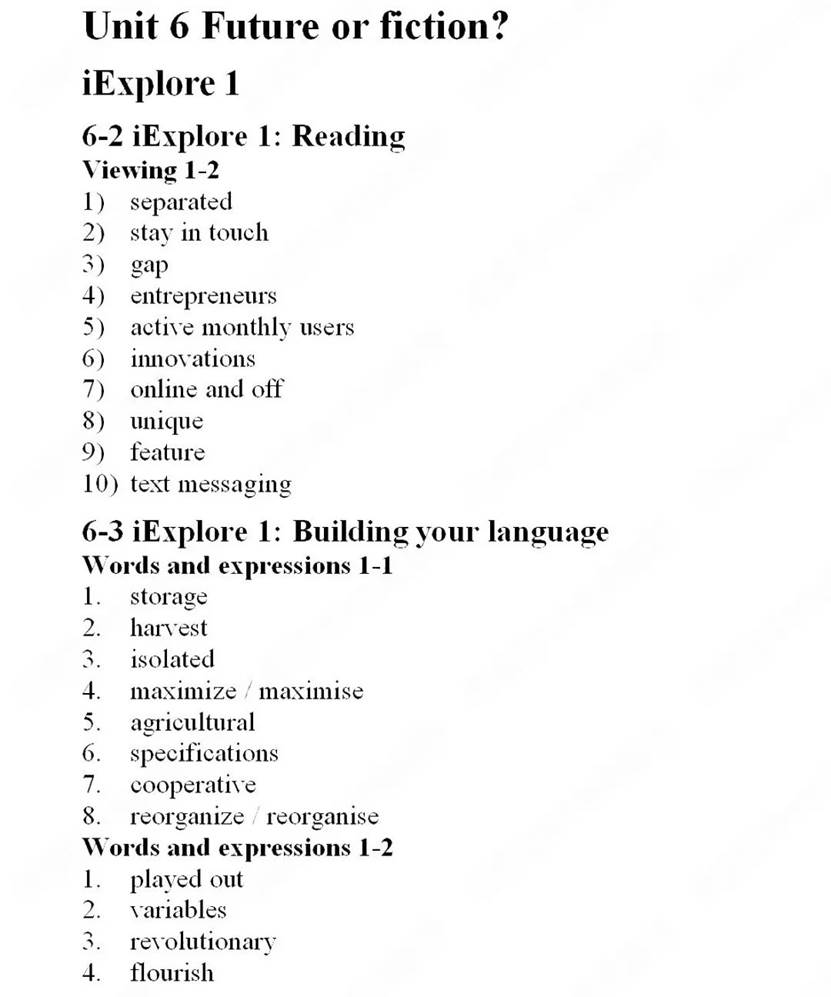 Unit 6 Future or fiction?
iExplore 1
6-2 iExplore 1: Reading
Viewing 1-2
1) separated
2) stay in touch
3) gap
4) entrepreneurs
5) active monthly users
6) innovations
7) online and off
8) unique
9) feature
10) text messaging
6-3 iExplore 1: Building your language
Words and expressions 1-1
1. storage
2. harvest
3. isolated
4. maximize / maximise
5. agricultural
6. specifications
7. cooperative
8. reorganize / reorganise
Words and expressions 1-2
1. played out
2. variables
3. revolutionary
4. flourish